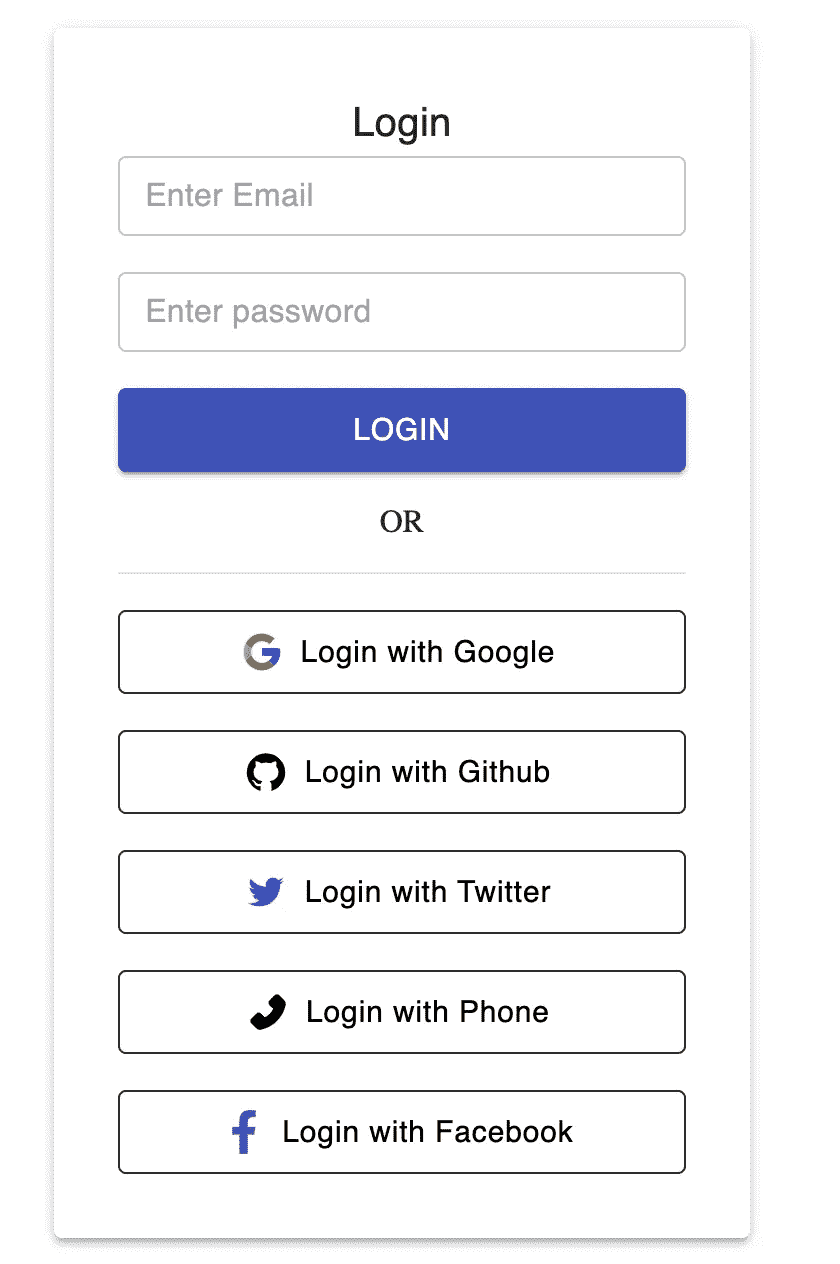 Login
Enter Email
Enter password
LOGIN
OR
Login with Google
Login with Github
Login with Twitter
Login with Phone
Login with Facebook